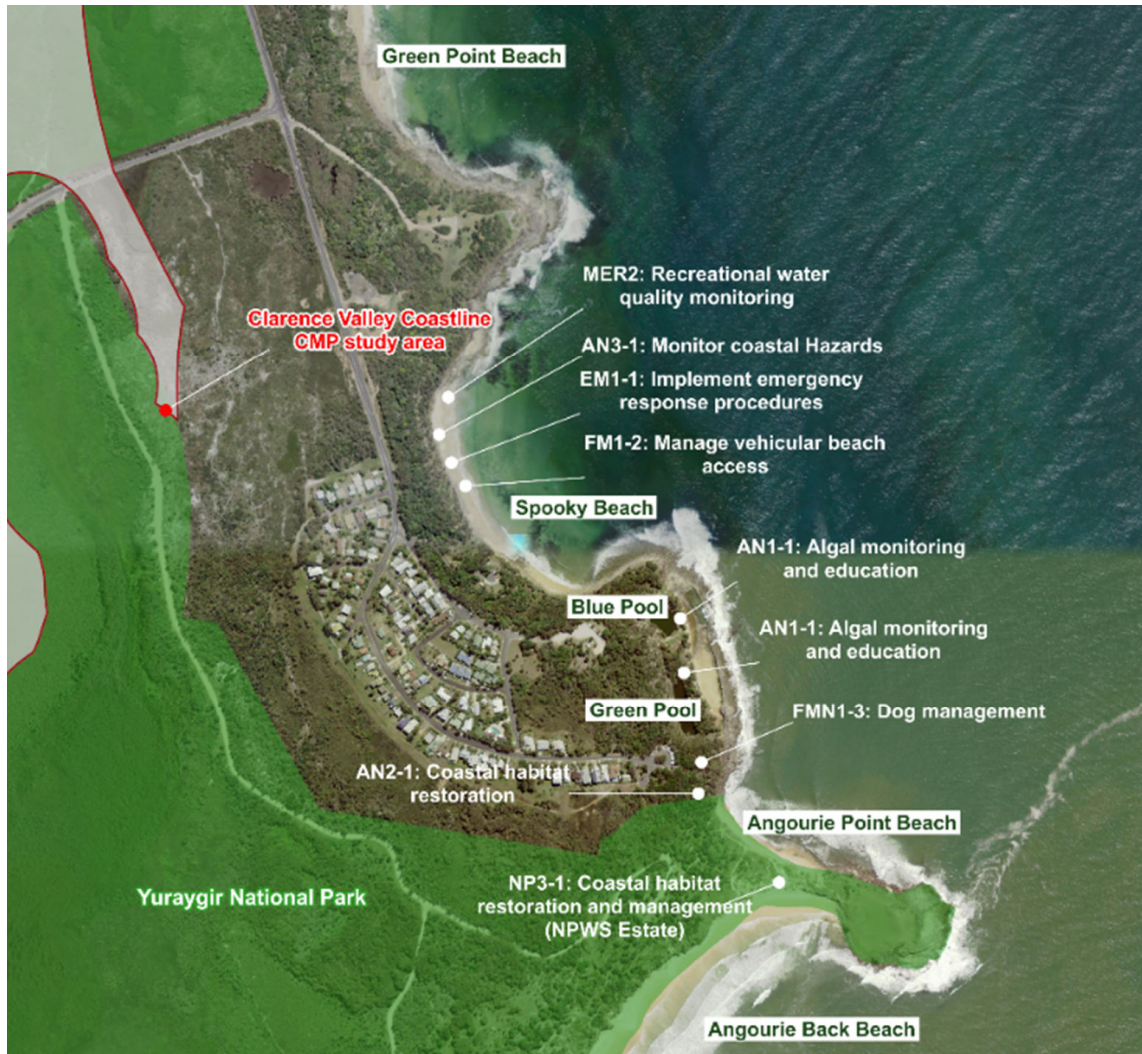 Green Point Beach
MER2: Recreational water
quality monitoring
Clarence Valley Coastline
CMP study area
AN3-1: Monitor coastal Hazards
EM1-1: Implement emergency
response procedures
FM1-2: Manage vehicular beach
access
Spooky Beach
AN1-1: Algal monitoring
and education
Blue Pool
AN1-1: Algal monitoring
and education
Green Pool
FMN1-3: Dog management
AN2-1: Coastal habitat
restoration
Angourie Point Beach
NP3-1: Coastal habitat
restoration and management
(NPWS Estate)
Yuraygir National Park
Angourie Back Beach